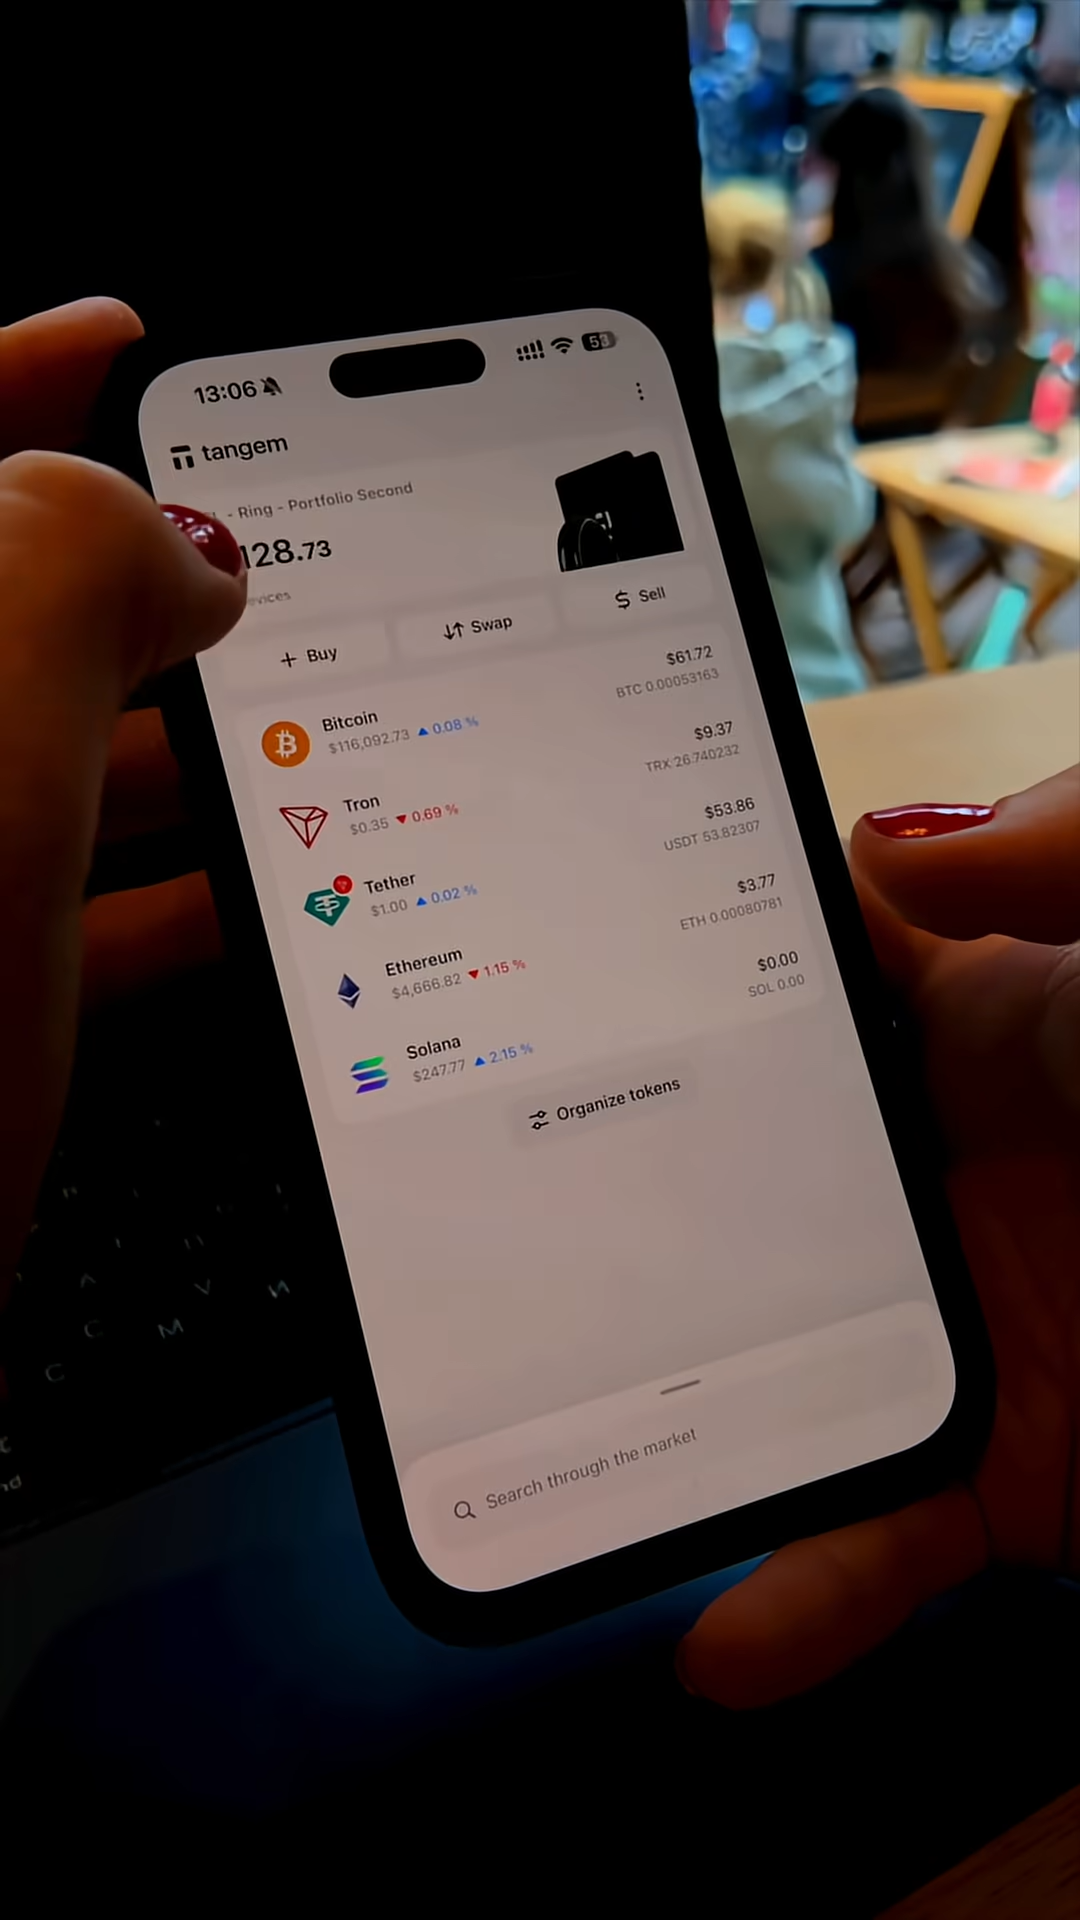 13:06
53
tangem
- Ring - Portfolio Second
128.73
evices
+ Buy
Swap
$ Sell
Bitcoin
$61.72
$116,092.73 ▲ 0.08 %
BTC 0.00053163
Tron
$9.37
$0.35 ▼ 0.69 %
TRX 26.740232
Tether
$53.86
$1.00 ▲ 0.02 %
USDT 53.82307
Ethereum
$3.77
$4,666.82 ▼ 1.15 %
ETH 0.00080781
Solana
$0.00
$247.77 ▲ 2.15 %
SOL 0.00
Organize tokens
Search through the market
С
М
И